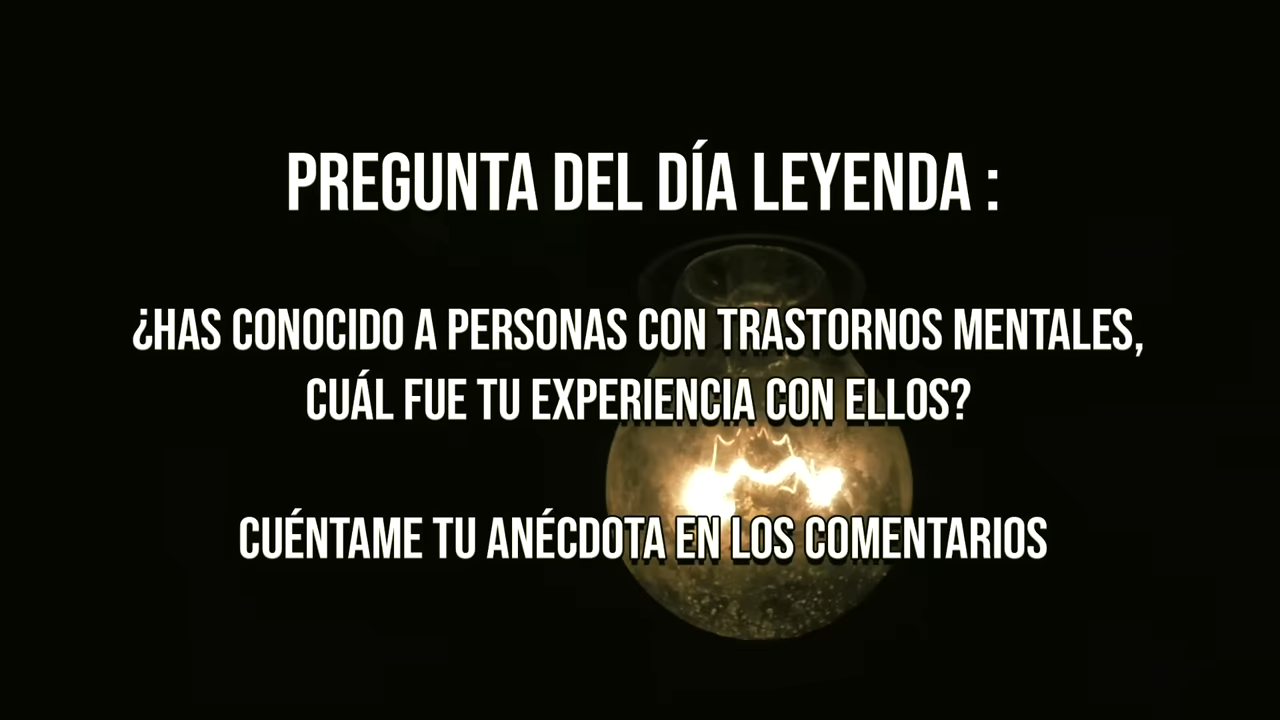 PREGUNTA DEL DÍA LEYENDA :
¿HAS CONOCIDO A PERSONAS CON TRASTORNOS MENTALES,
CUÁL FUE TU EXPERIENCIA CON ELLOS?
CUÉNTAME TU ANÉCDOTA EN LOS COMENTARIOS